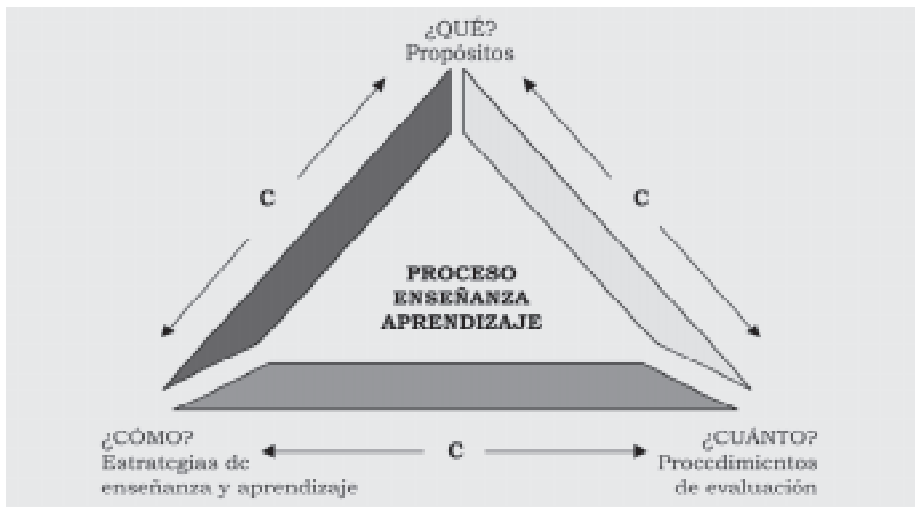 ¿QUÉ?
Propósitos
C
C
PROCESO
ENSEÑANZA
APRENDIZAJE
¿CÓMO?
Estrategias de
enseñanza y aprendizaje
C
¿CUÁNTO?
Procedimientos
de evaluación